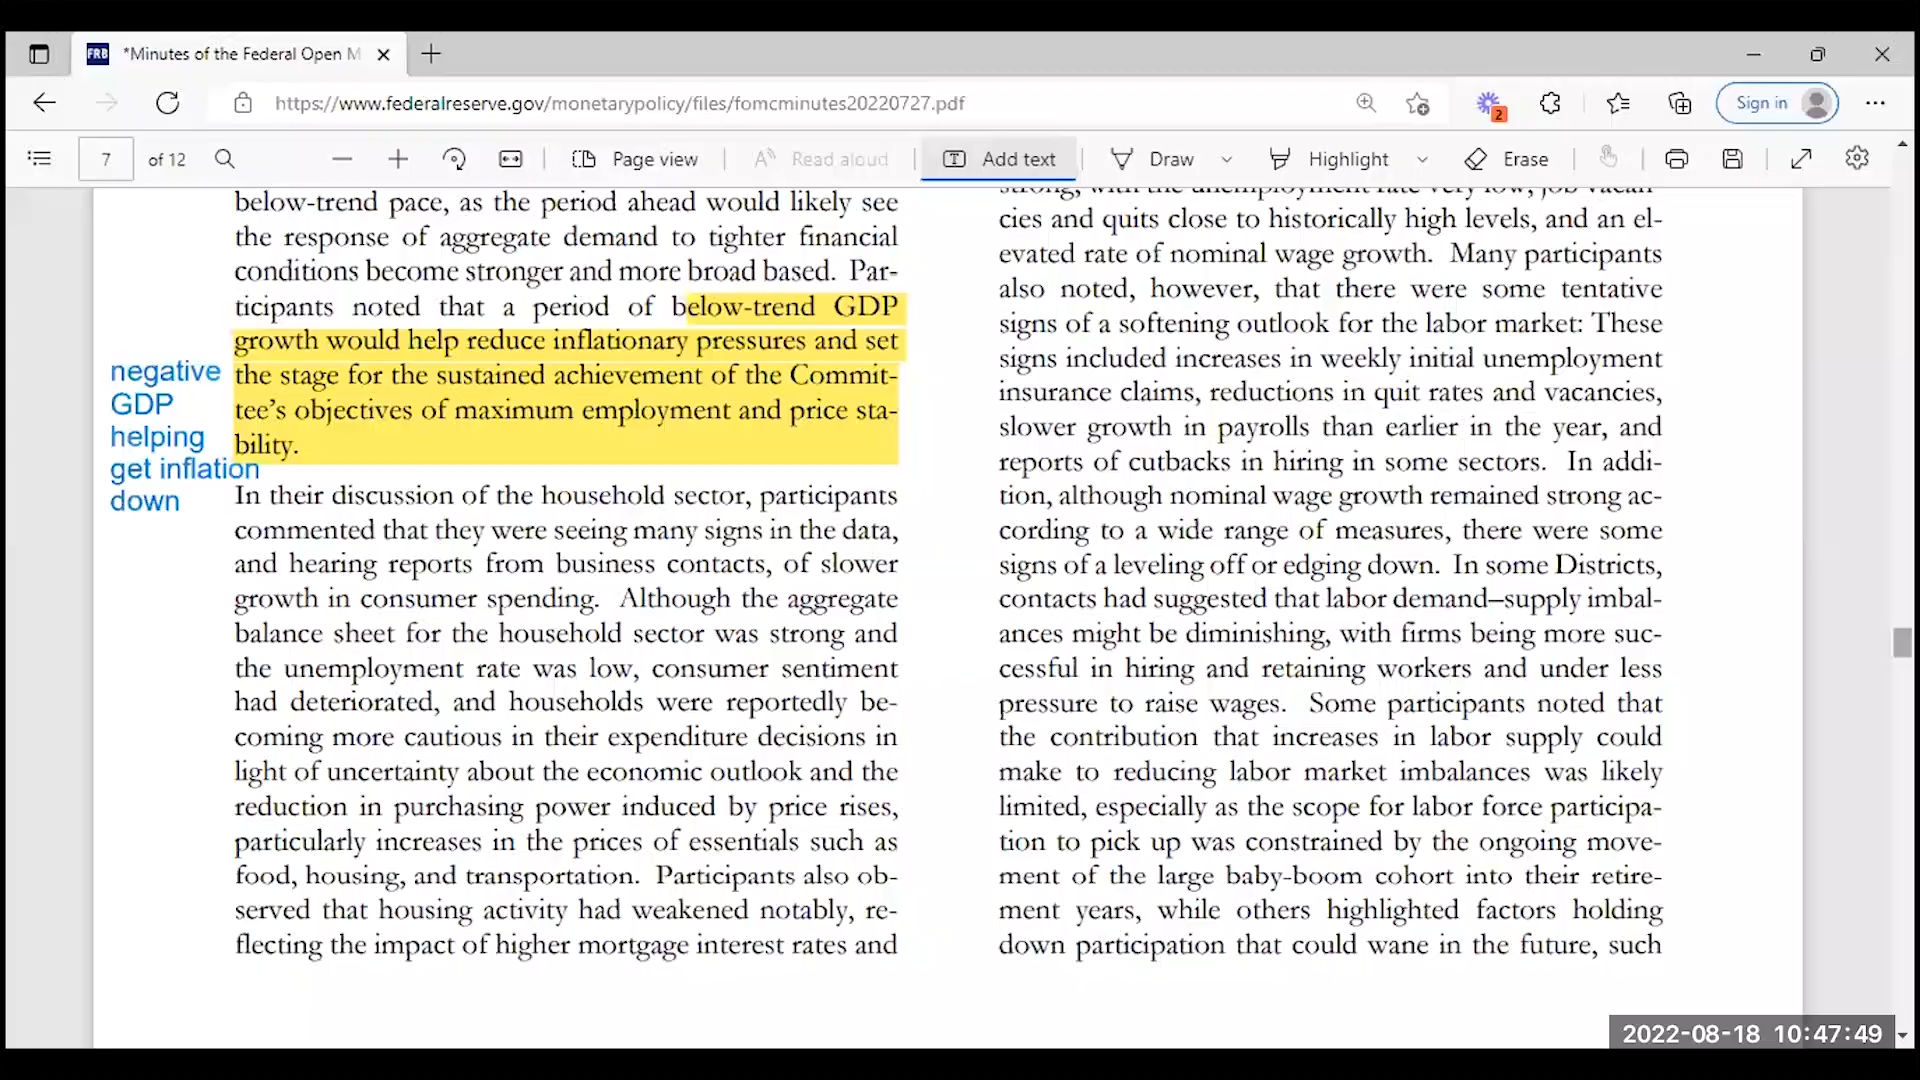 FRB *Minutes of the Federal Open M
https://www.federalreserve.gov/monetarypolicy/files/fomcminutes20220727.pdf
2
Sign in
7 of 12
Page view
Read aloud
Add text
Draw
Highlight
Erase
below-trend pace, as the period ahead would likely see
the response of aggregate demand to tighter financial
conditions become stronger and more broad based. Par-
ticipants noted that a period of below-trend GDP
growth would help reduce inflationary pressures and set
the stage for the sustained achievement of the Commit-
tee's objectives of maximum employment and price sta-
bility.
negative
GDP
helping
get inflation
down
In their discussion of the household sector, participants
commented that they were seeing many signs in the data,
and hearing reports from business contacts, of slower
growth in consumer spending. Although the aggregate
balance sheet for the household sector was strong and
the unemployment rate was low, consumer sentiment
had deteriorated, and households were reportedly be-
coming more cautious in their expenditure decisions in
light of uncertainty about the economic outlook and the
reduction in purchasing power induced by price rises,
particularly increases in the prices of essentials such as
food, housing, and transportation. Participants also ob-
served that housing activity had weakened notably, re-
flecting the impact of higher mortgage interest rates and
strong, with the unemployment rate very low, job vacan-
cies and quits close to historically high levels, and an el-
evated rate of nominal wage growth. Many participants
also noted, however, that there were some tentative
signs of a softening outlook for the labor market: These
signs included increases in weekly initial unemployment
insurance claims, reductions in quit rates and vacancies,
slower growth in payrolls than earlier in the year, and
reports of cutbacks in hiring in some sectors. In addi-
tion, although nominal wage growth remained strong ac-
cording to a wide range of measures, there were some
signs of a leveling off or edging down. In some Districts,
contacts had suggested that labor demand–supply imbal-
ances might be diminishing, with firms being more suc-
cessful in hiring and retaining workers and under less
pressure to raise wages. Some participants noted that
the contribution that increases in labor supply could
make to reducing labor market imbalances was likely
limited, especially as the scope for labor force participa-
tion to pick up was constrained by the ongoing move-
ment of the large baby-boom cohort into their retire-
ment years, while others highlighted factors holding
down participation that could wane in the future, such
2022-08-18 10:47:49